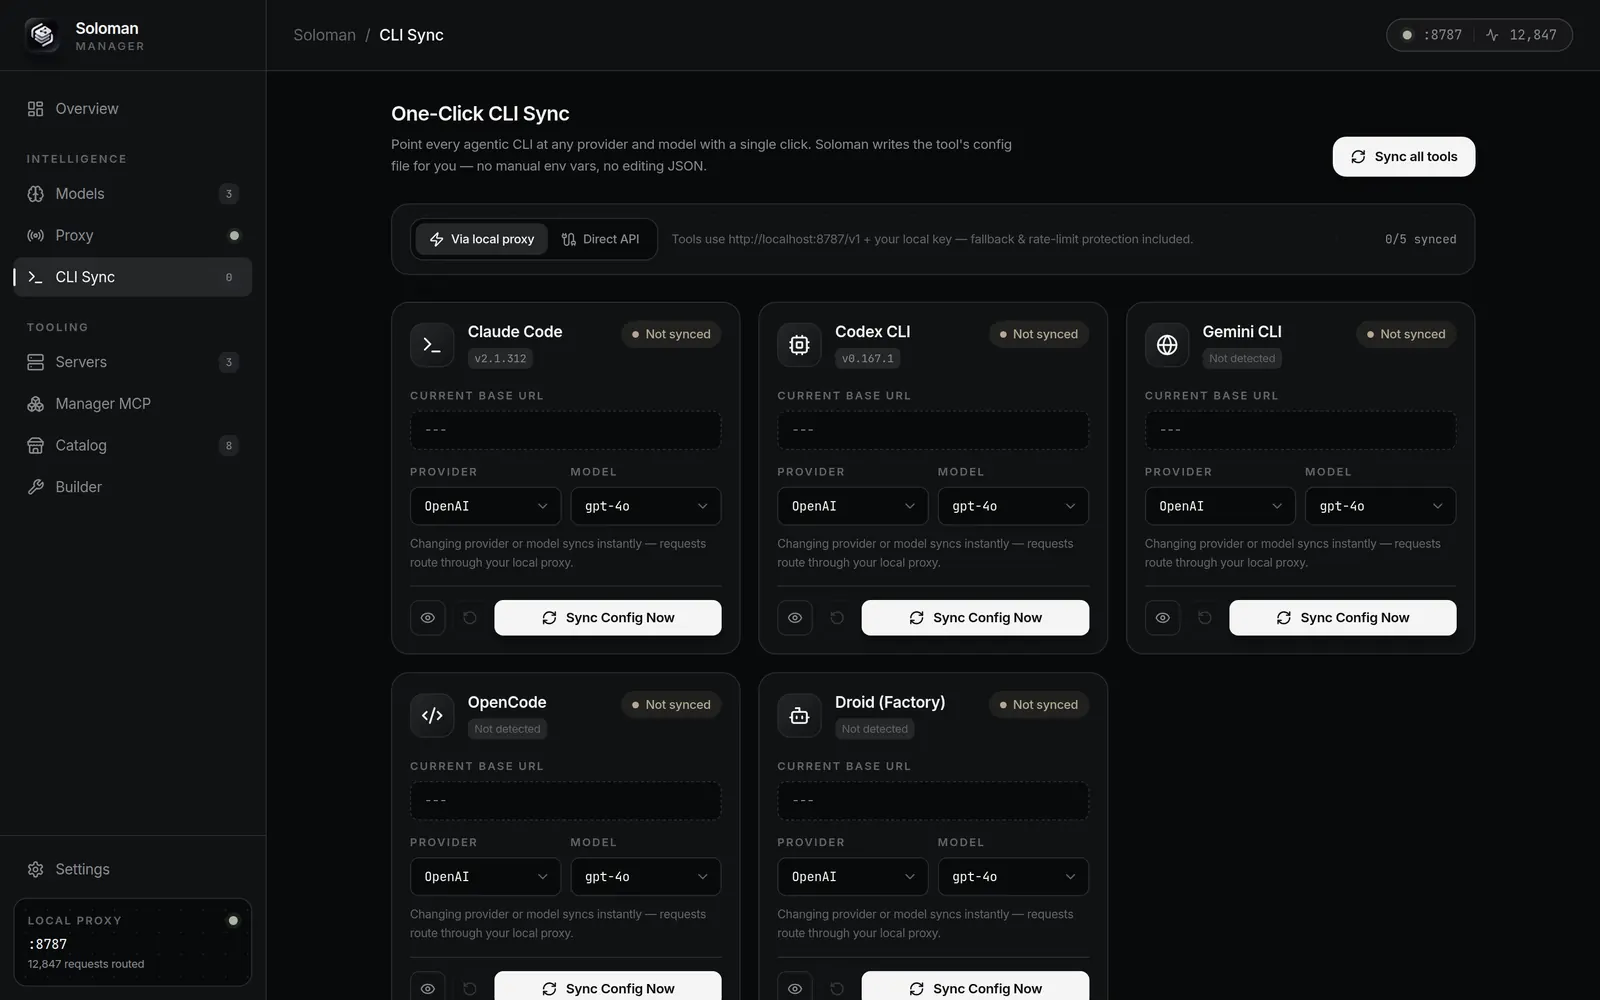 Soloman
MANAGER
Overview
INTELLIGENCE
Models 3
Proxy
CLI Sync 0
TOOLING
Servers 3
Manager MCP
Catalog 8
Builder
Settings
LOCAL PROXY
:8787
12,847 requests routed
Soloman / CLI Sync
:8787 12,847
One-Click CLI Sync
Point every agentic CLI at any provider and model with a single click. Soloman writes the tool's config
file for you — no manual env vars, no editing JSON.
Sync all tools
Via local proxy Direct API Tools use http://localhost:8787/v1 + your local key — fallback & rate-limit protection included. 0/5 synced
Claude Code Not synced
v2.1.312
CURRENT BASE URL
---
PROVIDER MODEL
OpenAI gpt-4o
Changing provider or model syncs instantly — requests
route through your local proxy.
Sync Config Now
Codex CLI Not synced
v0.167.1
CURRENT BASE URL
---
PROVIDER MODEL
OpenAI gpt-4o
Changing provider or model syncs instantly — requests
route through your local proxy.
Sync Config Now
Gemini CLI Not synced
Not detected
CURRENT BASE URL
---
PROVIDER MODEL
OpenAI gpt-4o
Changing provider or model syncs instantly — requests
route through your local proxy.
Sync Config Now
OpenCode Not synced
Not detected
CURRENT BASE URL
---
PROVIDER MODEL
OpenAI gpt-4o
Changing provider or model syncs instantly — requests
route through your local proxy.
Sync Config Now
Droid (Factory) Not synced
Not detected
CURRENT BASE URL
---
PROVIDER MODEL
OpenAI gpt-4o
Changing provider or model syncs instantly — requests
route through your local proxy.
Sync Config Now